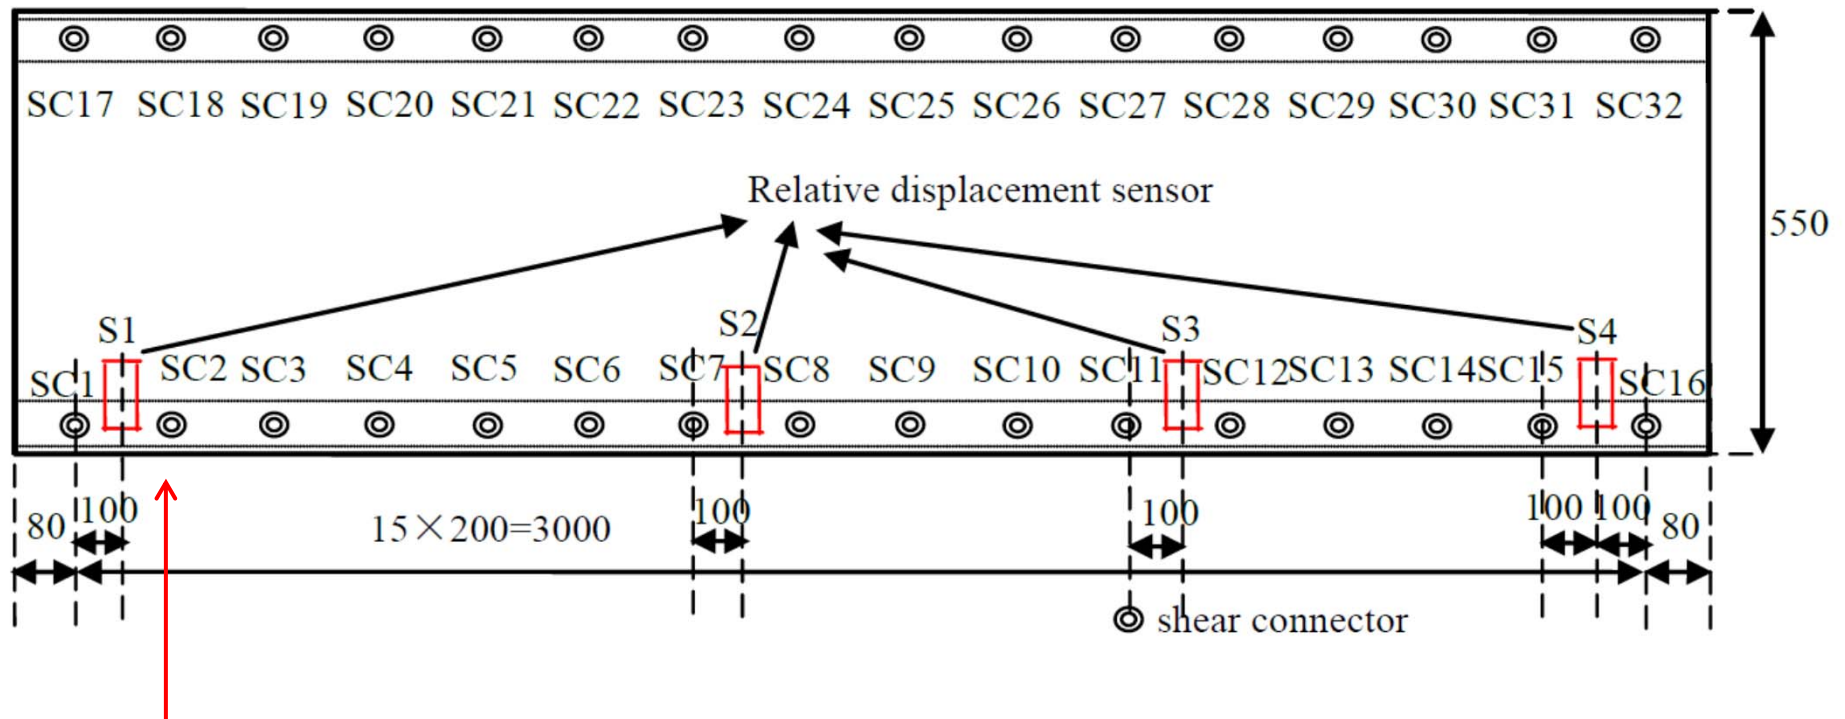 SC17 SC18 SC19 SC20 SC21 SC22 SC23 SC24 SC25 SC26 SC27 SC28 SC29 SC30 SC31 SC32
Relative displacement sensor
550
S1 S2 S3 S4
SC1 SC2 SC3 SC4 SC5 SC6 SC7 SC8 SC9 SC10 SC11 SC12 SC13 SC14 SC15 SC16
80 100 15×200=3000 100 100 100 100 80
shear connector